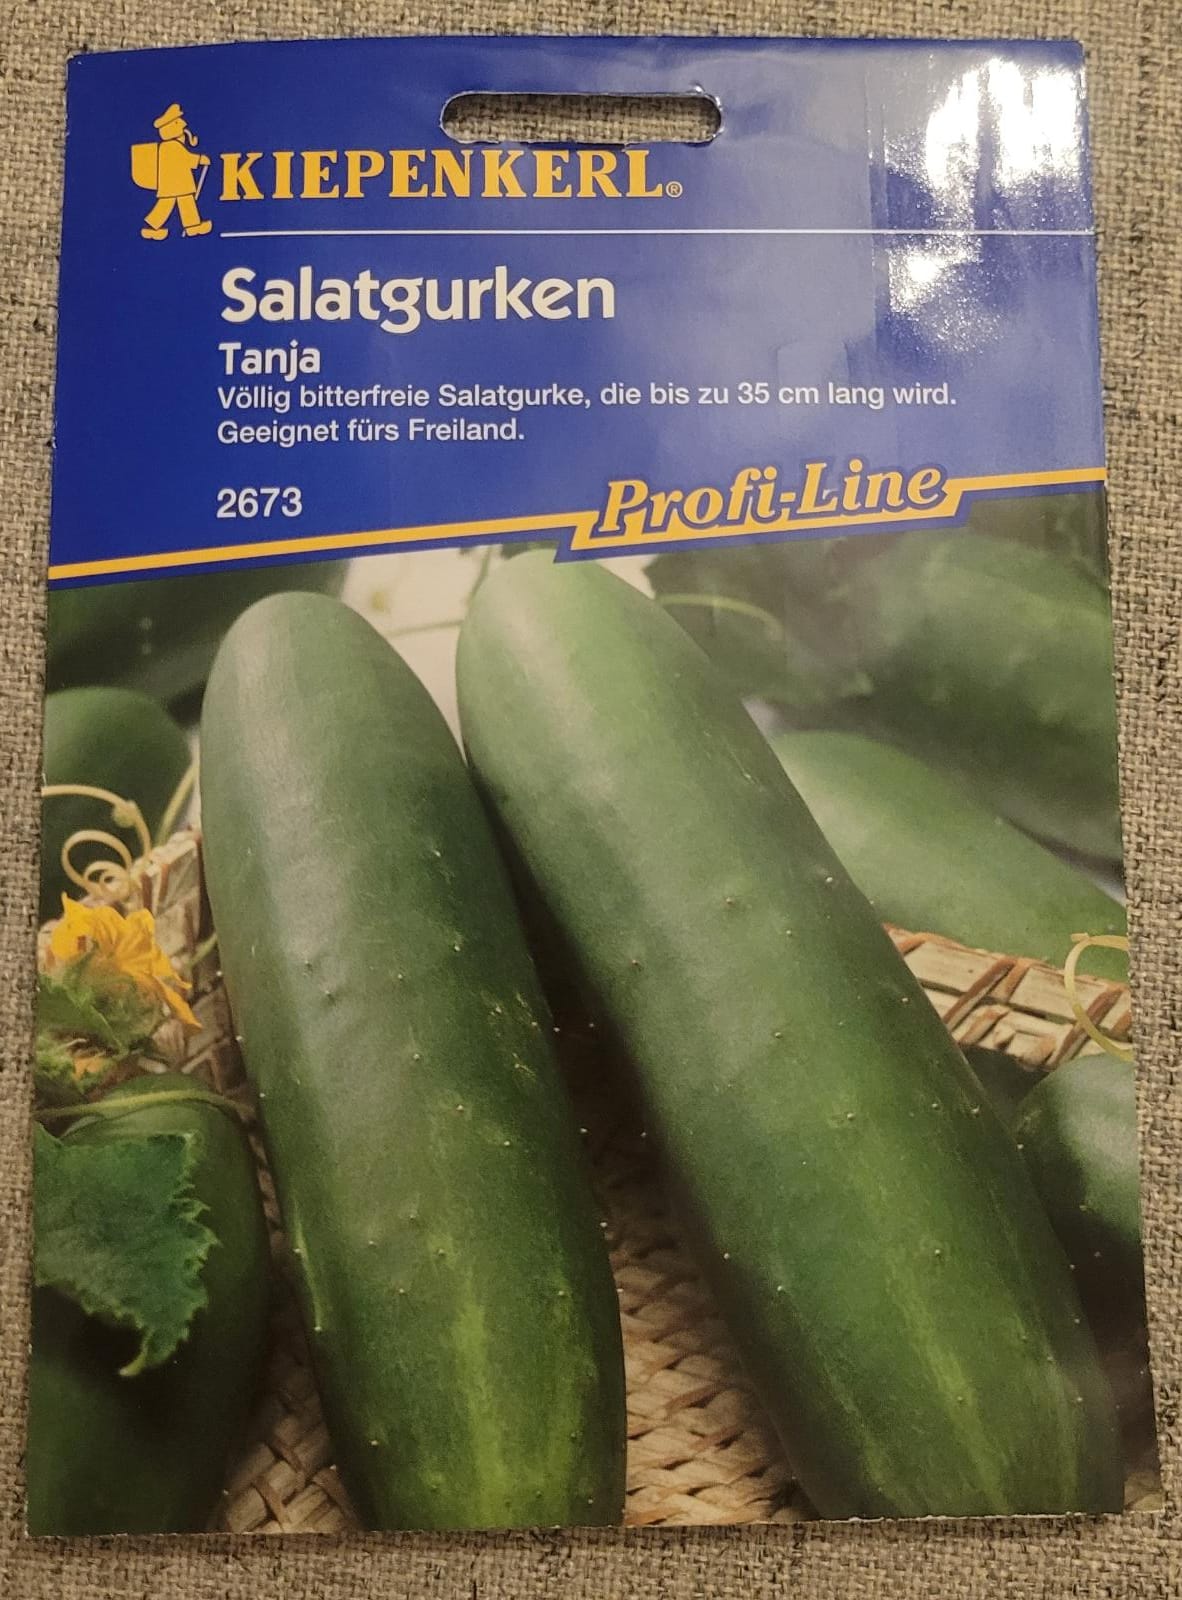 KIEPENKERL®
Salatgurken
Tanja
Völlig bitterfreie Salatgurke, die bis zu 35 cm lang wird.
Geeignet fürs Freiland.
2673
Profi-Line